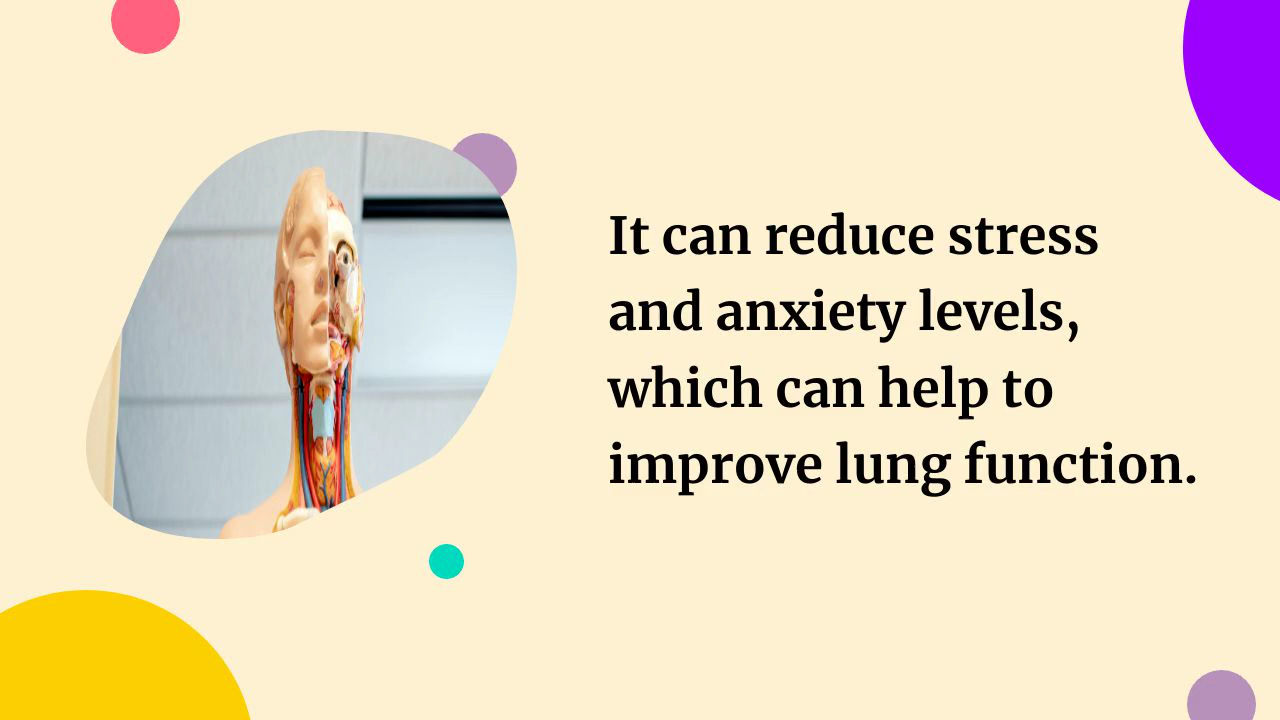 It can reduce stress
and anxiety levels,
which can help to
improve lung function.